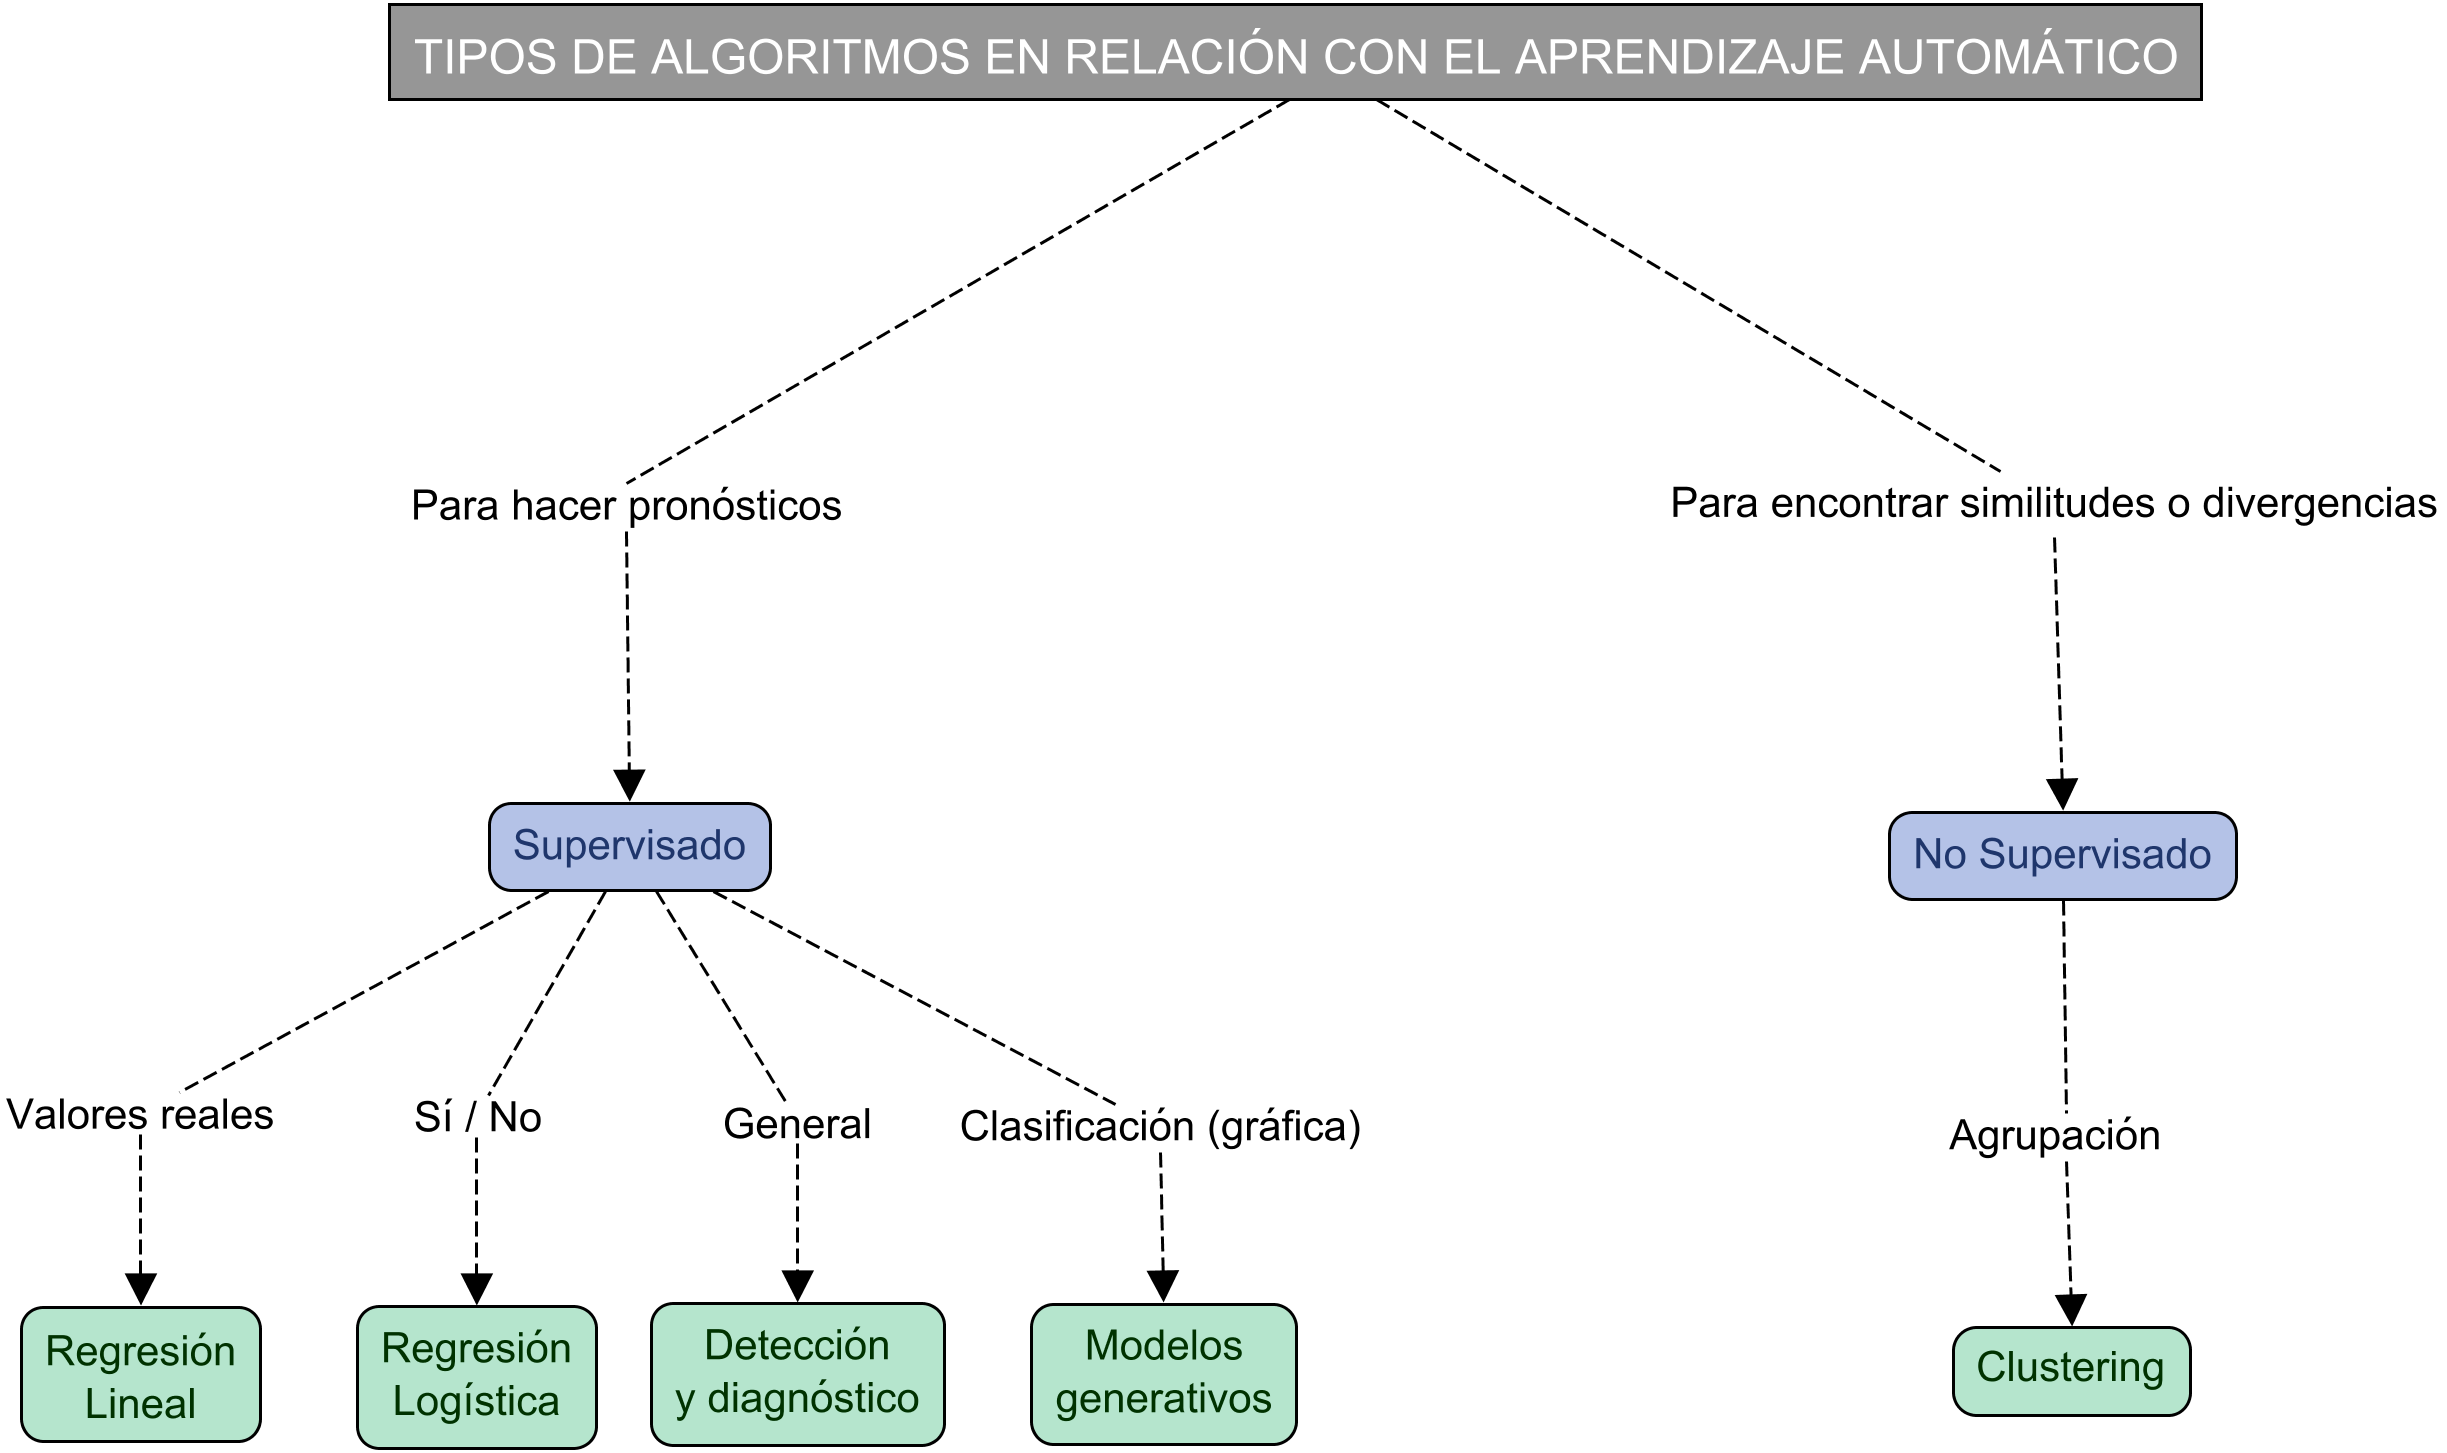 TIPOS DE ALGORITMOS EN RELACIÓN CON EL APRENDIZAJE AUTOMÁTICO
Para hacer pronósticos
Para encontrar similitudes o divergencias
Supervisado
No Supervisado
Valores reales
Sí / No
General
Clasificación (gráfica)
Agrupación
Regresión
Lineal
Regresión
Logística
Detección
y diagnóstico
Modelos
generativos
Clustering